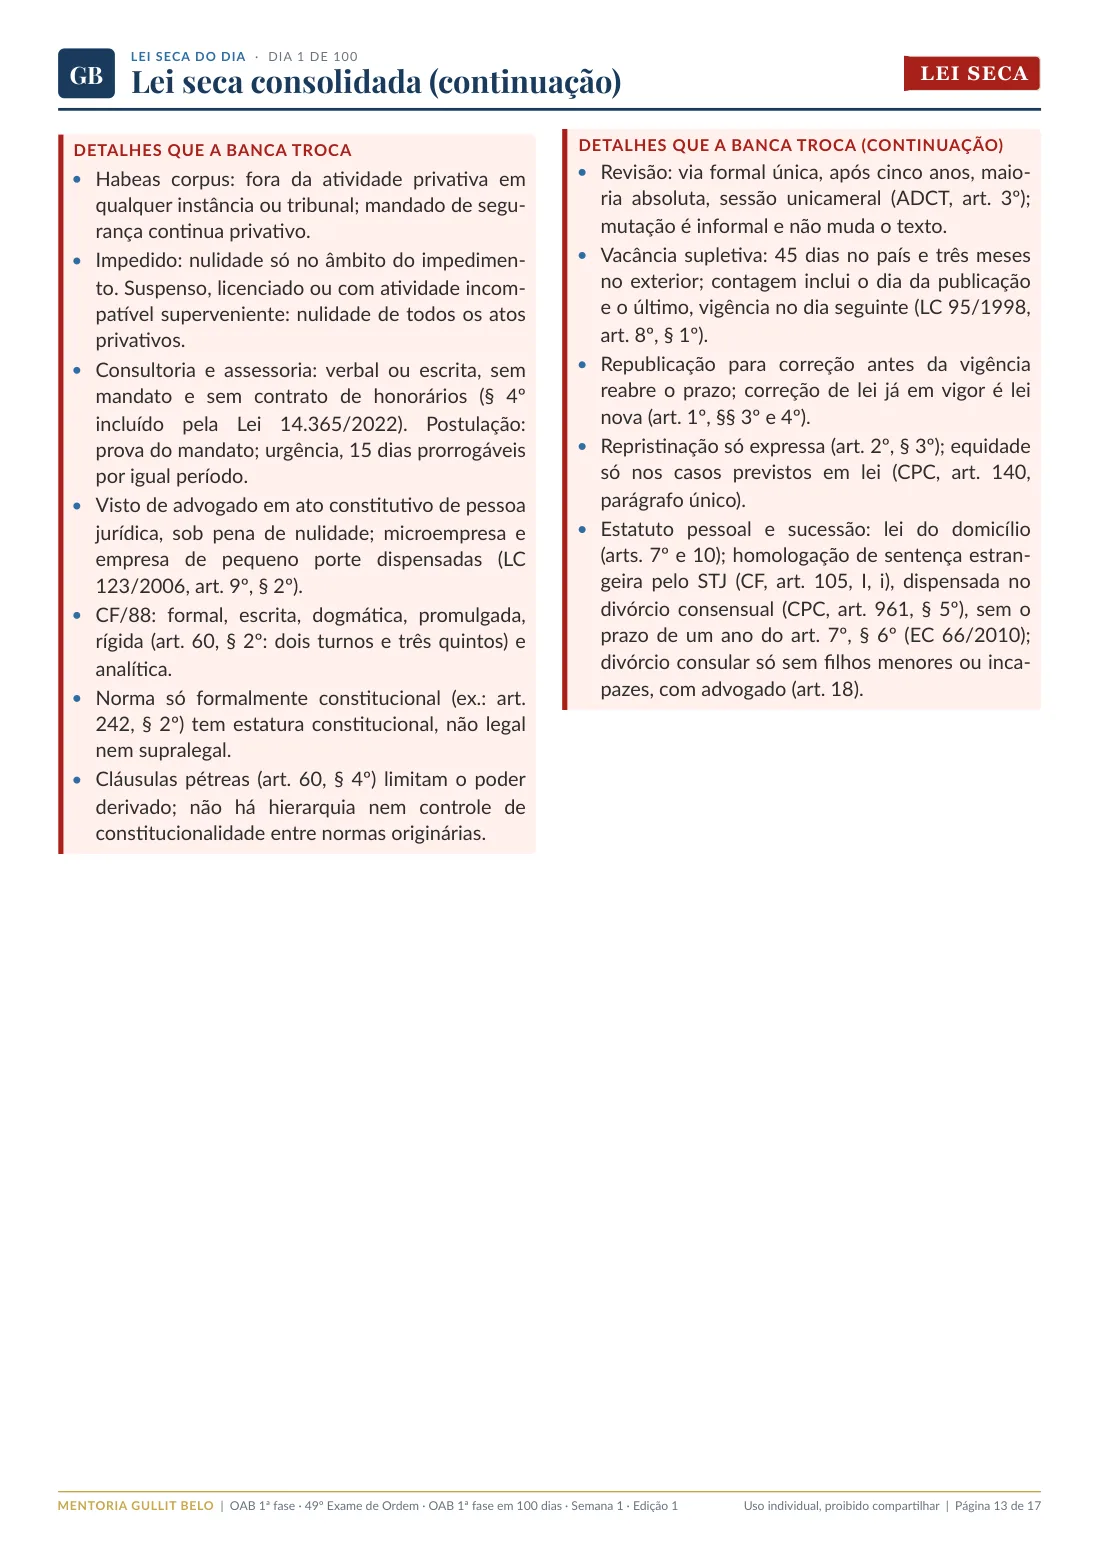 GB
LEI SECA DO DIA · DIA 1 DE 100
Lei seca consolidada (continuação)
LEI SECA
DETALHES QUE A BANCA TROCA
• Habeas corpus: fora da atividade privativa em
qualquer instância ou tribunal; mandado de segu-
rança continua privativo.
• Impedido: nulidade só no âmbito do impedimen-
to. Suspenso, licenciado ou com atividade incom-
patível superveniente: nulidade de todos os atos
privativos.
• Consultoria e assessoria: verbal ou escrita, sem
mandato e sem contrato de honorários (§ 4º
incluído pela Lei 14.365/2022). Postulação:
prova do mandato; urgência, 15 dias prorrogáveis
por igual período.
• Visto de advogado em ato constitutivo de pessoa
jurídica, sob pena de nulidade; microempresa e
empresa de pequeno porte dispensadas (LC
123/2006, art. 9º, § 2º).
• CF/88: formal, escrita, dogmática, promulgada,
rígida (art. 60, § 2º: dois turnos e três quintos) e
analítica.
• Norma só formalmente constitucional (ex.: art.
242, § 2º) tem estatura constitucional, não legal
nem supralegal.
• Cláusulas pétreas (art. 60, § 4º) limitam o poder
derivado; não há hierarquia nem controle de
constitucionalidade entre normas originárias.
DETALHES QUE A BANCA TROCA (CONTINUAÇÃO)
• Revisão: via formal única, após cinco anos, maio-
ria absoluta, sessão unicameral (ADCT, art. 3º);
mutação é informal e não muda o texto.
• Vacância supletiva: 45 dias no país e três meses
no exterior; contagem inclui o dia da publicação
e o último, vigência no dia seguinte (LC 95/1998,
art. 8º, § 1º).
• Republicação para correção antes da vigência
reabre o prazo; correção de lei já em vigor é lei
nova (art. 1º, §§ 3º e 4º).
• Repristinação só expressa (art. 2º, § 3º); equidade
só nos casos previstos em lei (CPC, art. 140,
parágrafo único).
• Estatuto pessoal e sucessão: lei do domicílio
(arts. 7º e 10); homologação de sentença estran-
geira pelo STJ (CF, art. 105, I, i), dispensada no
divórcio consensual (CPC, art. 961, § 5º), sem o
prazo de um ano do art. 7º, § 6º (EC 66/2010);
divórcio consular só sem filhos menores ou inca-
pazes, com advogado (art. 18).
MENTORIA GULLIT BELO | OAB 1ª fase · 49º Exame de Ordem · OAB 1ª fase em 100 dias · Semana 1 · Edição 1
Uso individual, proibido compartilhar | Página 13 de 17